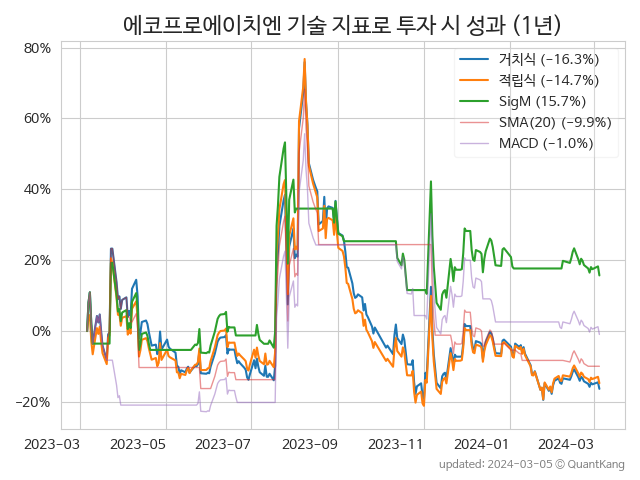 에코프로에이치엔 기술 지표로 투자 시 성과 (1년)
80%
60%
40%
20%
0%
−20%
거치식 (−16.3%)
적립식 (−14.7%)
SigM (15.7%)
SMA(20) (−9.9%)
MACD (−1.0%)
2023−03 2023−05 2023−07 2023−09 2023−11 2024−01 2024−03
updated: 2024−03−05 © QuantKang